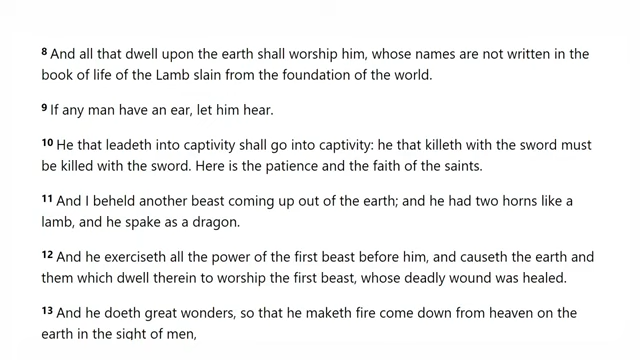 8 And all that dwell upon the earth shall worship him, whose names are not written in the
book of life of the Lamb slain from the foundation of the world.
9 If any man have an ear, let him hear.
10 He that leadeth into captivity shall go into captivity: he that killeth with the sword must
be killed with the sword. Here is the patience and the faith of the saints.
11 And I beheld another beast coming up out of the earth; and he had two horns like a
lamb, and he spake as a dragon.
12 And he exerciseth all the power of the first beast before him, and causeth the earth and
them which dwell therein to worship the first beast, whose deadly wound was healed.
13 And he doeth great wonders, so that he maketh fire come down from heaven on the
earth in the sight of men,